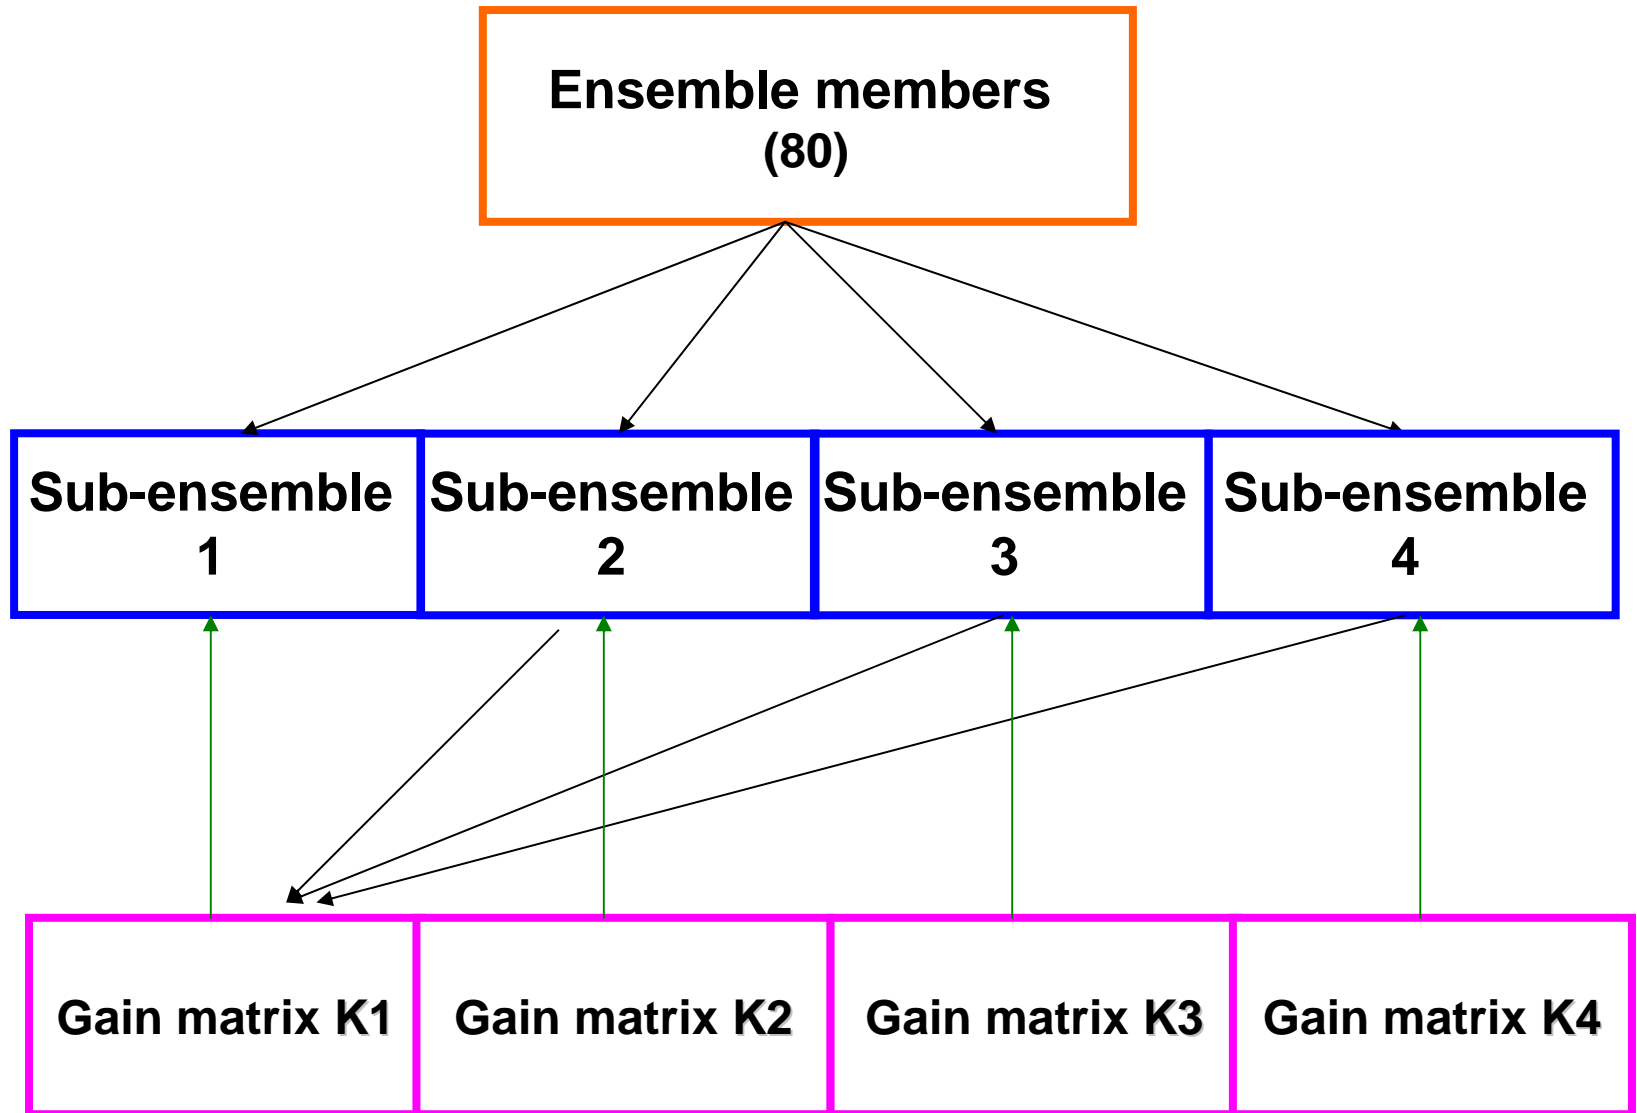 Ensemble members
(80)
Sub-ensemble
1
Sub-ensemble
2
Sub-ensemble
3
Sub-ensemble
4
Gain matrix K1
Gain matrix K2
Gain matrix K3
Gain matrix K4